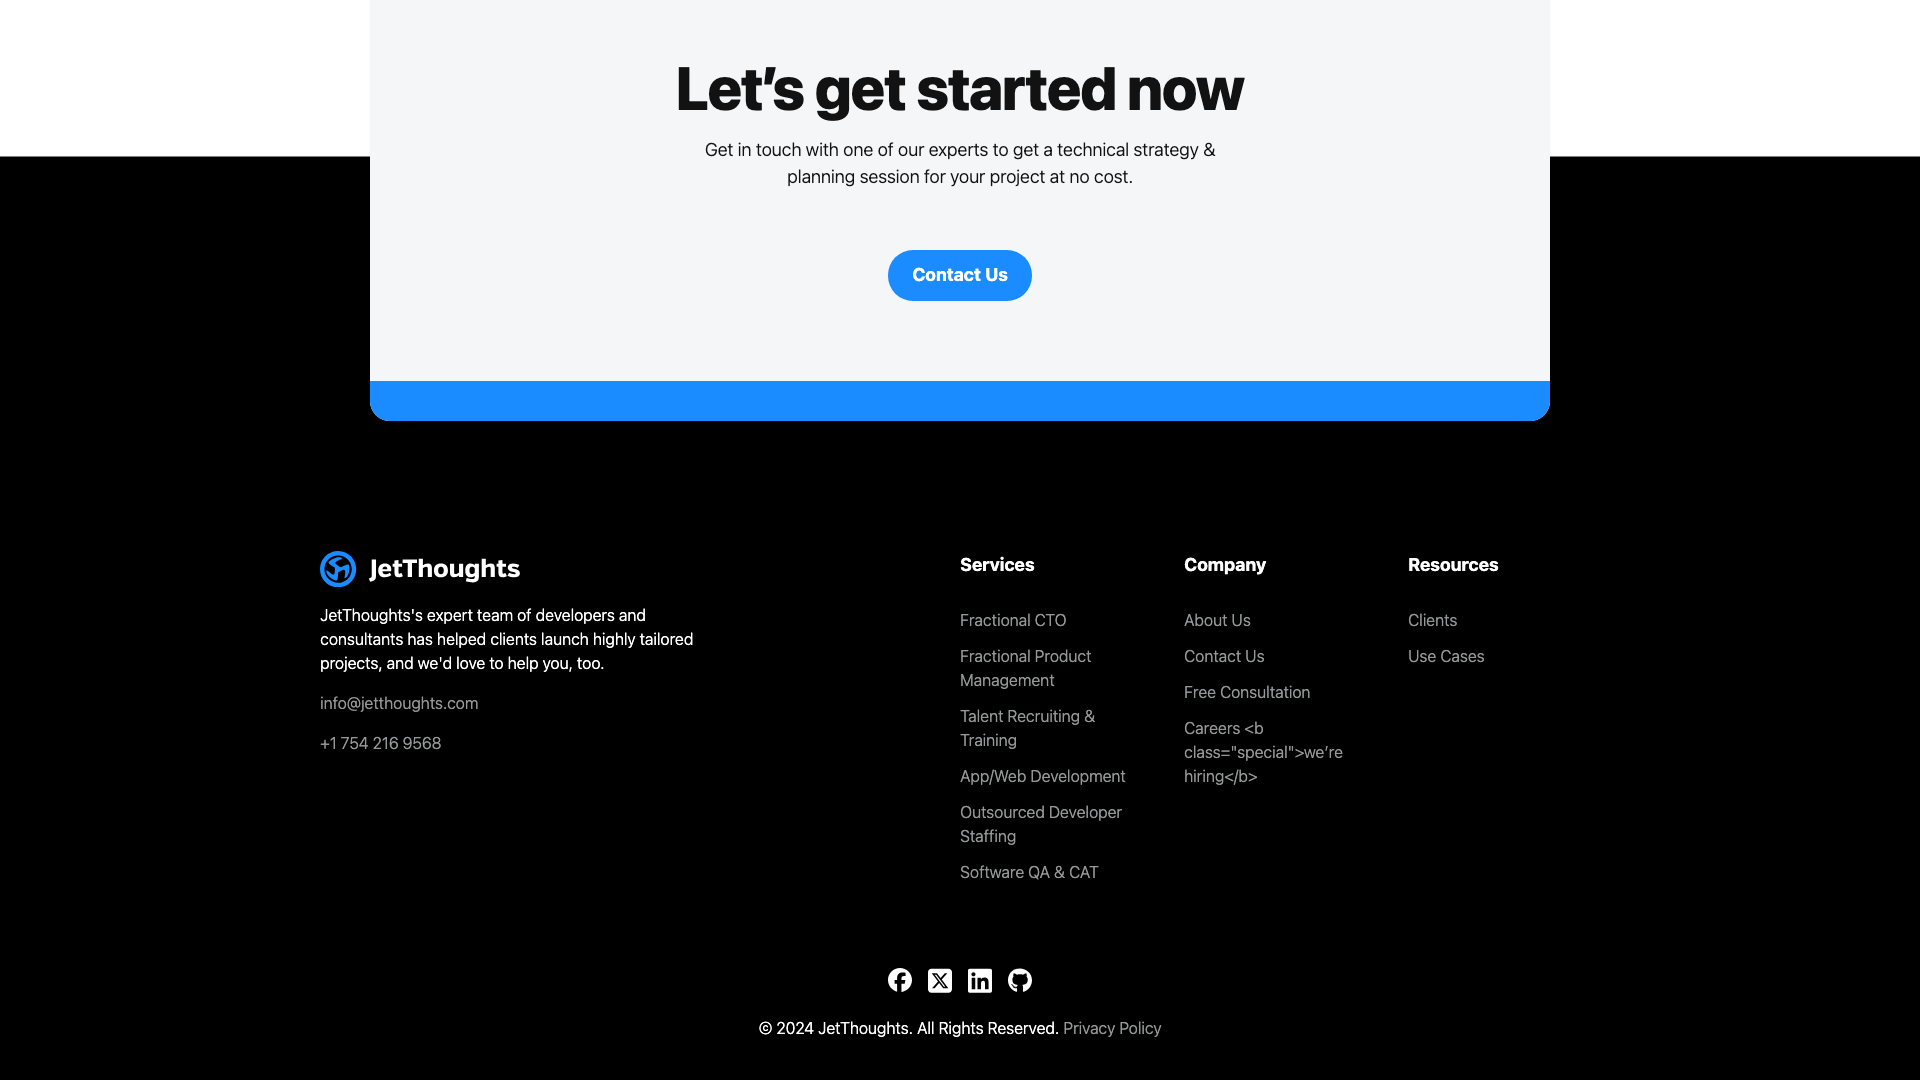 Let’s get started now
Get in touch with one of our experts to get a technical strategy &
planning session for your project at no cost.
Contact Us
JetThoughts
JetThoughts's expert team of developers and
consultants has helped clients launch highly tailored
projects, and we'd love to help you, too.
info@jetthoughts.com
+1 754 216 9568
Services
Fractional CTO
Fractional Product
Management
Talent Recruiting &
Training
App/Web Development
Outsourced Developer
Staffing
Software QA & CAT
Company
About Us
Contact Us
Free Consultation
Careers <b
class="special">we’re
hiring</b>
Resources
Clients
Use Cases
© 2024 JetThoughts. All Rights Reserved. Privacy Policy